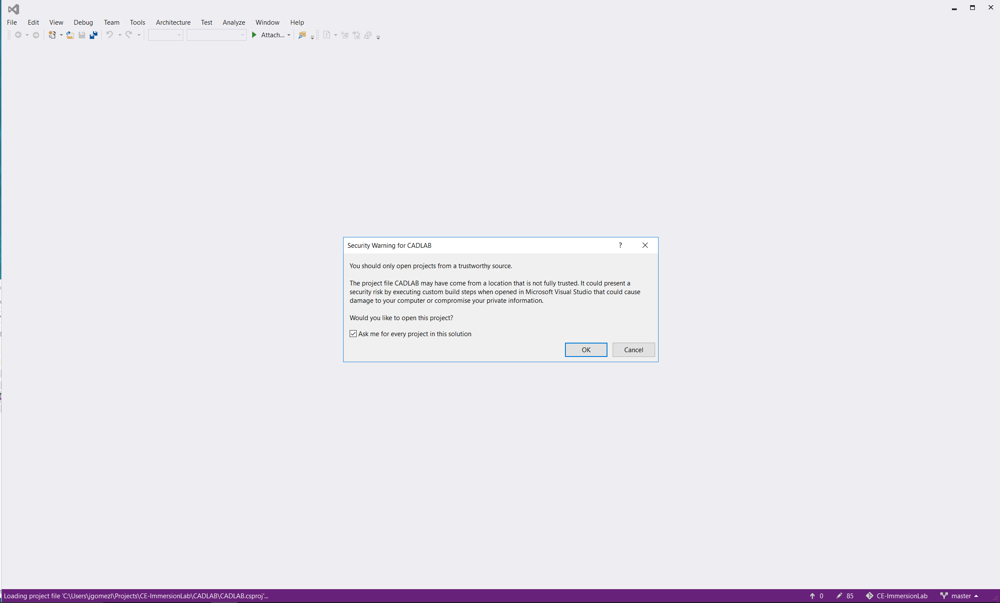 File Edit View Debug Team Tools Architecture Test Analyze Window Help
Attach...
Security Warning for CADLAB
?
You should only open projects from a trustworthy source.
The project file CADLAB may have come from a location that is not fully trusted. It could present a
security risk by executing custom build steps when opened in Microsoft Visual Studio that could cause
damage to your computer or compromise your private information.
Would you like to open this project?
Ask me for every project in this solution
OK Cancel
Loading project file 'C:\Users\jgomezl\Projects\CE-ImmersionLab\CADLAB\CADLAB.csproj'... 0 85 CE-ImmersionLab master